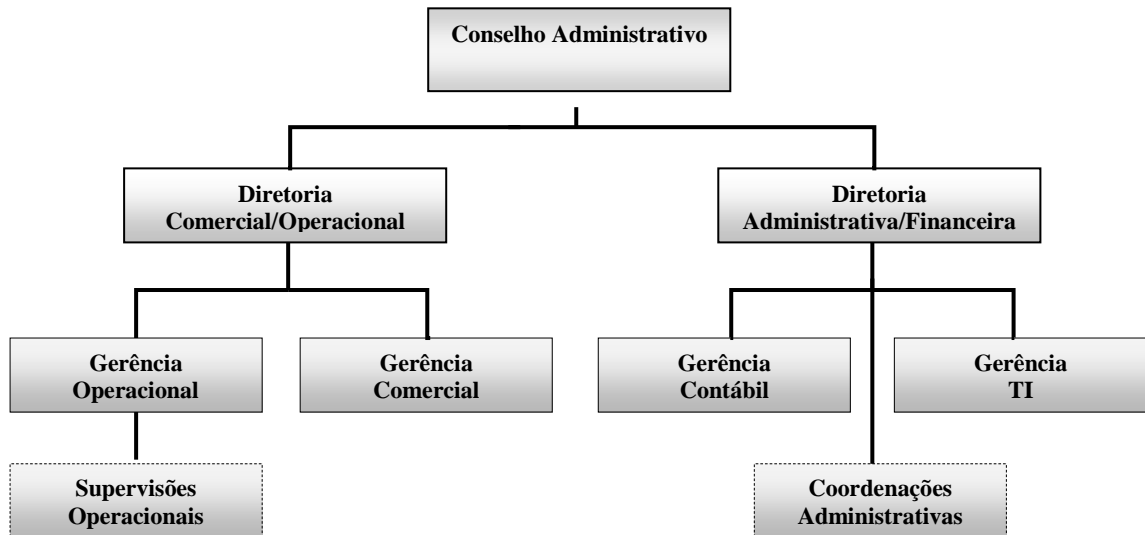 Conselho Administrativo
Diretoria
Comercial/Operacional
Diretoria
Administrativa/Financeira
Gerência
Operacional
Gerência
Comercial
Gerência
Contábil
Gerência
TI
Supervisões
Operacionais
Coordenações
Administrativas